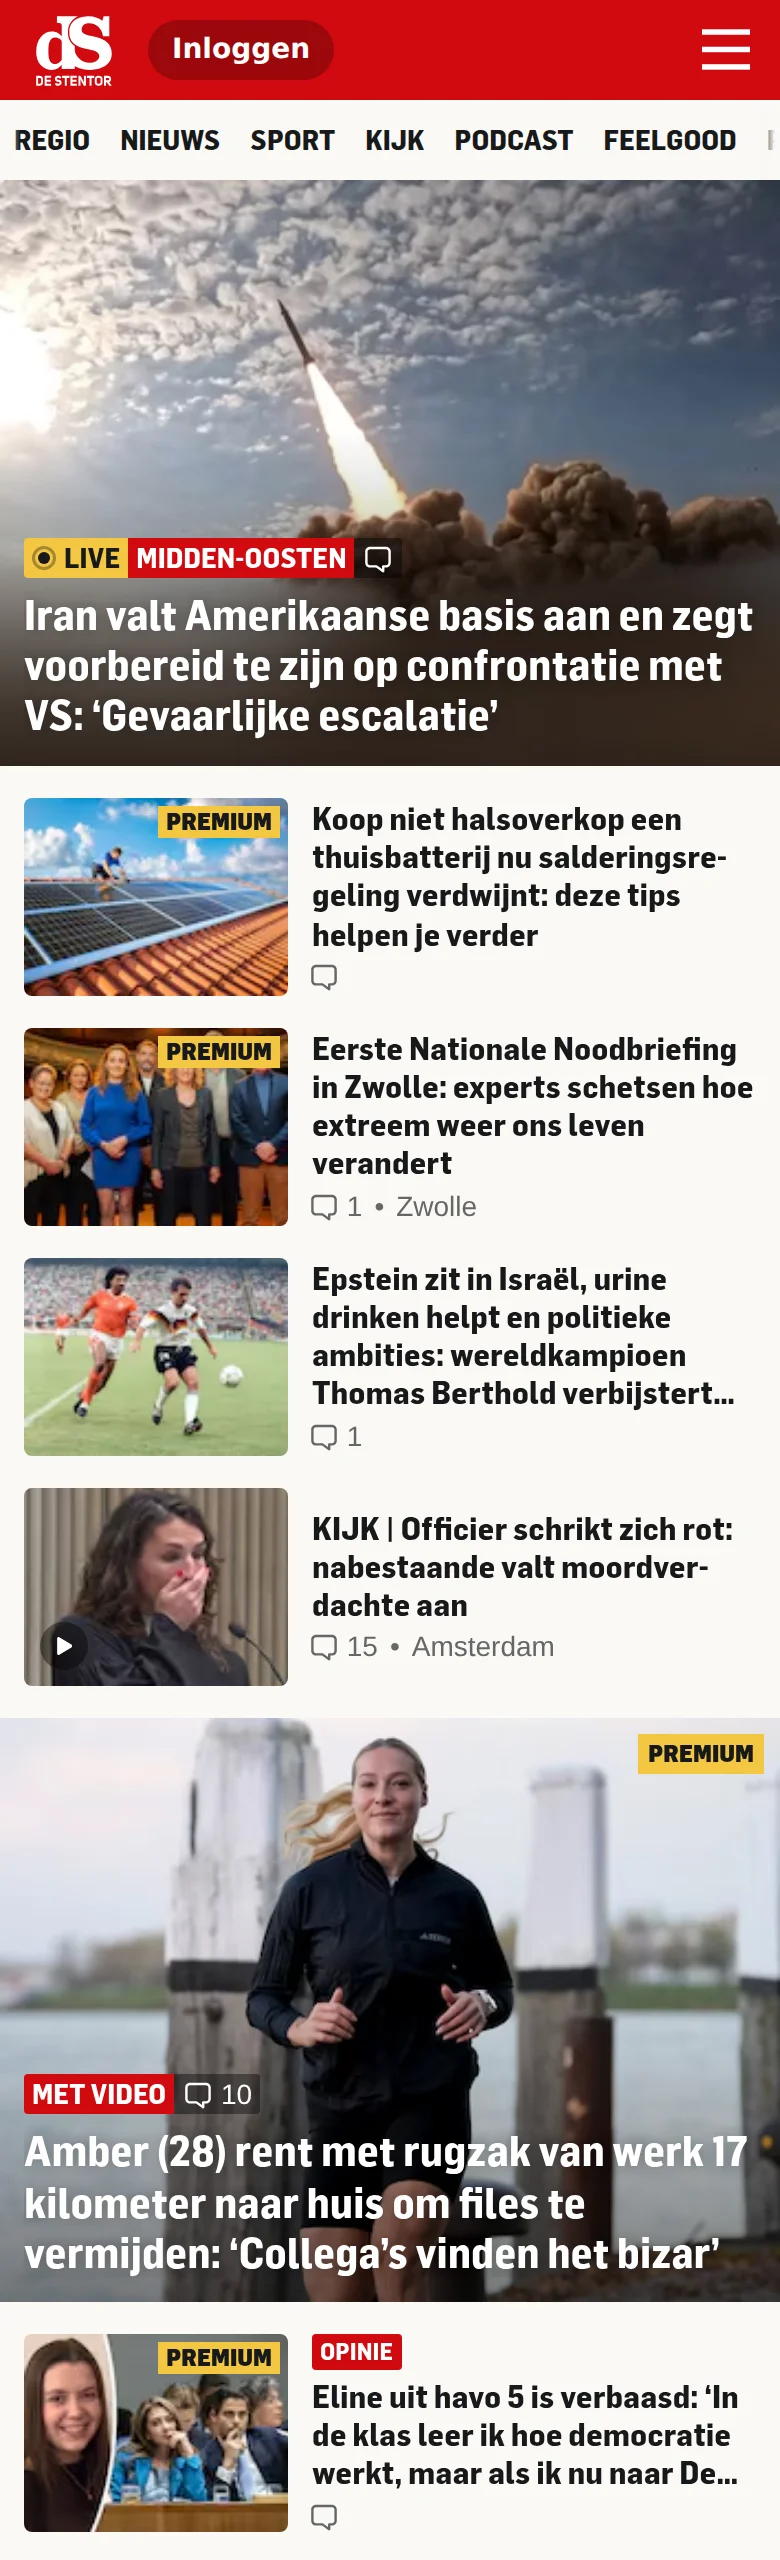 dS
DE STENTOR
Inloggen
REGIO NIEUWS SPORT KIJK PODCAST FEELGOOD
LIVE MIDDEN-OOSTEN
Iran valt Amerikaanse basis aan en zegt
voorbereid te zijn op confrontatie met
VS: ‘Gevaarlijke escalatie’
PREMIUM
Koop niet halsoverkop een
thuisbatterij nu salderingsre-
geling verdwijnt: deze tips
helpen je verder
PREMIUM
Eerste Nationale Noodbriefing
in Zwolle: experts schetsen hoe
extreem weer ons leven
verandert
1 • Zwolle
Epstein zit in Israël, urine
drinken helpt en politieke
ambities: wereldkampioen
Thomas Berthold verbijstert...
1
KIJK | Officier schrikt zich rot:
nabestaande valt moordver-
dachte aan
15 • Amsterdam
PREMIUM
MET VIDEO 10
Amber (28) rent met rugzak van werk 17
kilometer naar huis om files te
vermijden: ‘Collega’s vinden het bizar’
PREMIUM
OPINIE
Eline uit havo 5 is verbaasd: ‘In
de klas leer ik hoe democratie
werkt, maar als ik nu naar De...